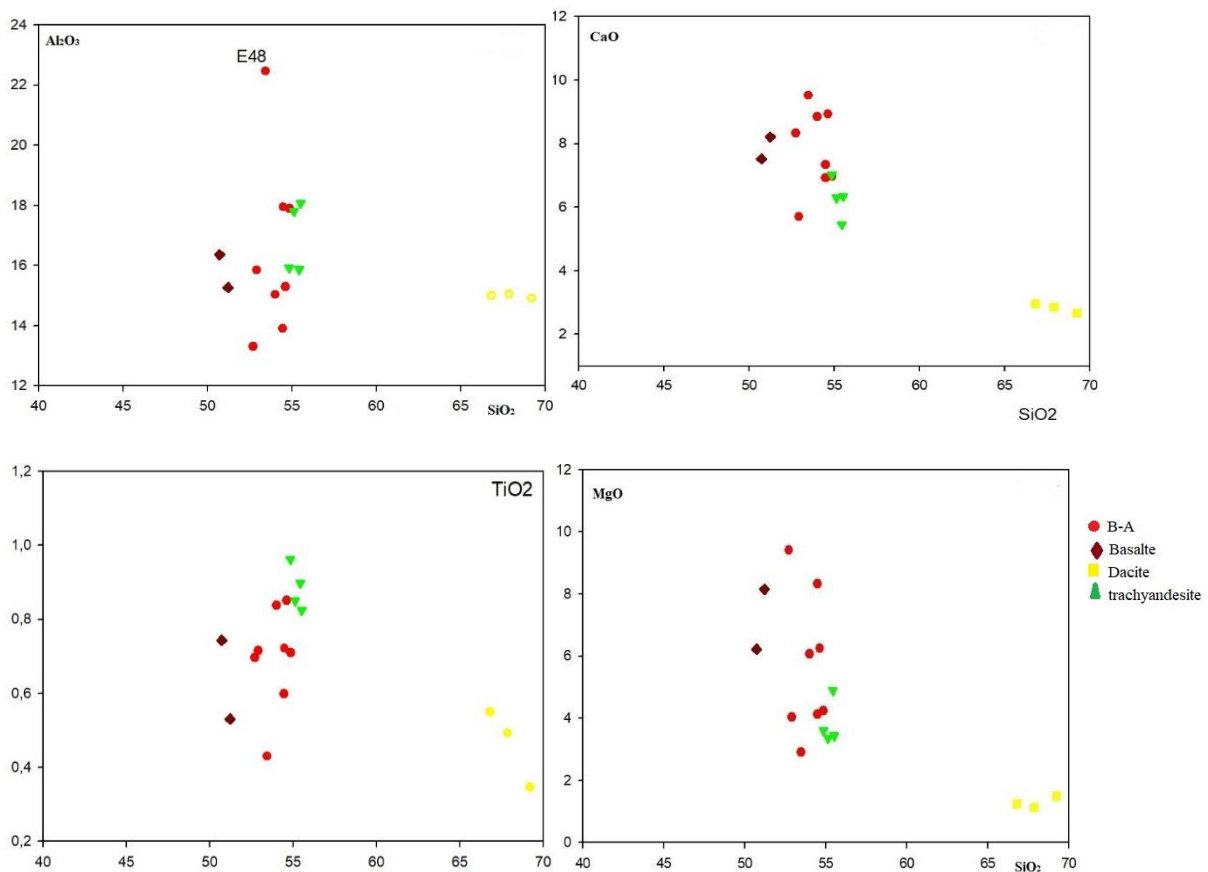 Al₂O₃
E48
24
22
20
18
16
14
12
40 45 50 55 60 65 70
SiO₂
CaO
12
10
8
6
4
2
40 45 50 55 60 65 70
SiO2
TiO2
1,2
1,0
0,8
0,6
0,4
0,2
40 45 50 55 60 65 70
MgO
12
10
8
6
4
2
0
40 45 50 55 60 65 70
SiO₂
B-A
Basalte
Dacite
trachyandesite